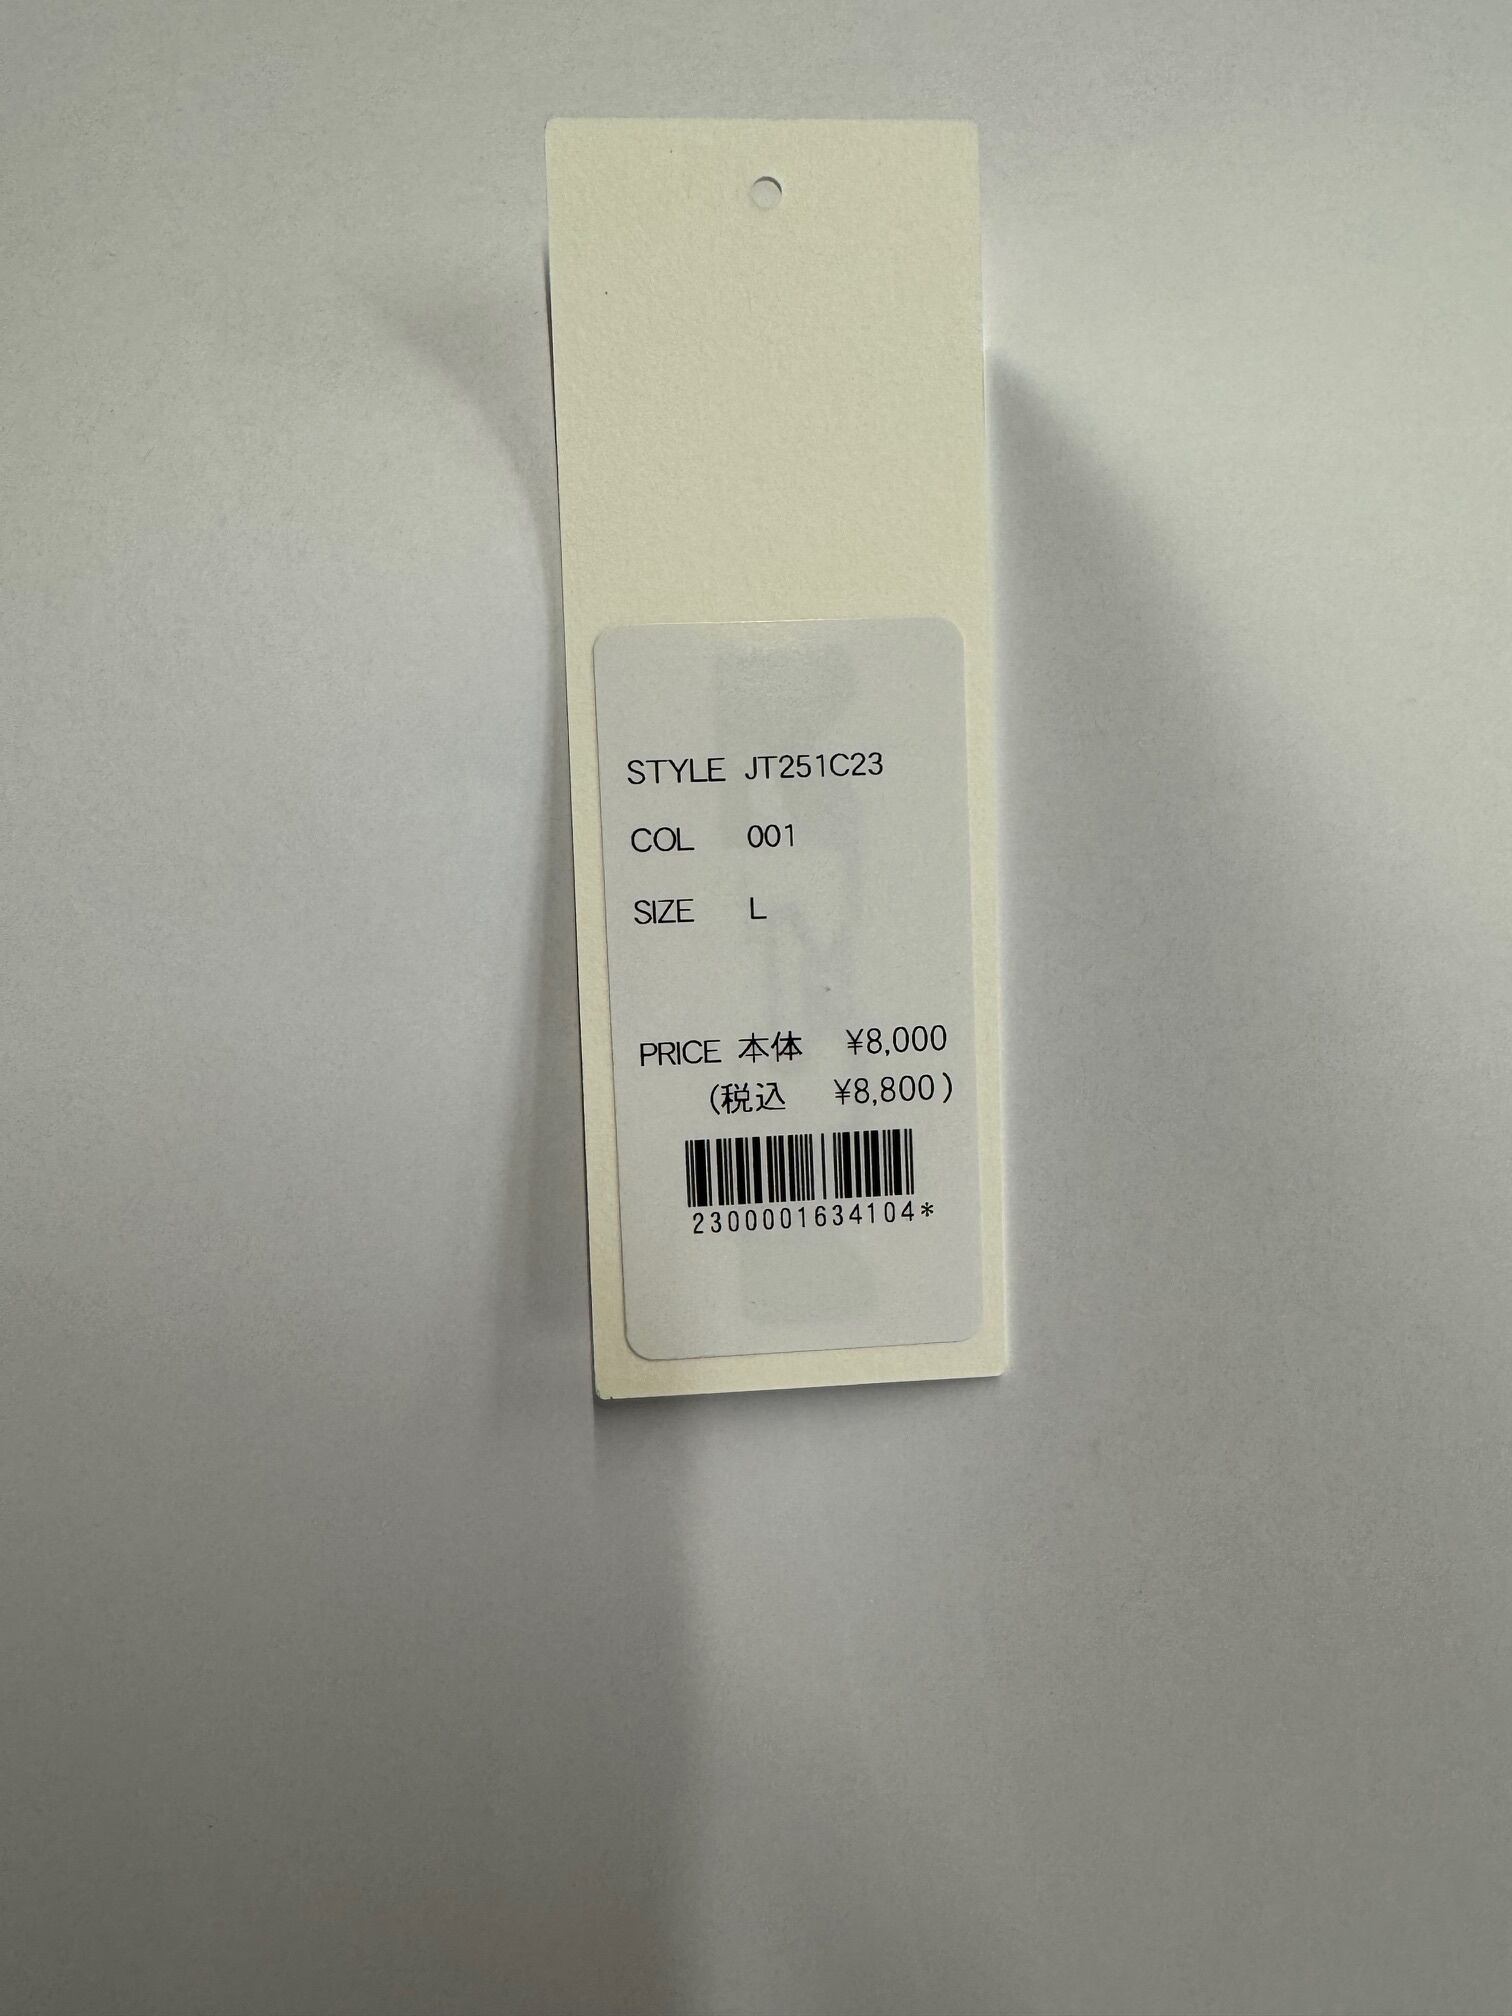 STYLE JT251C23
COL 001
SIZE L
PRICE 本体 ¥8,000
(税込 ¥8,800)
2300001634104*